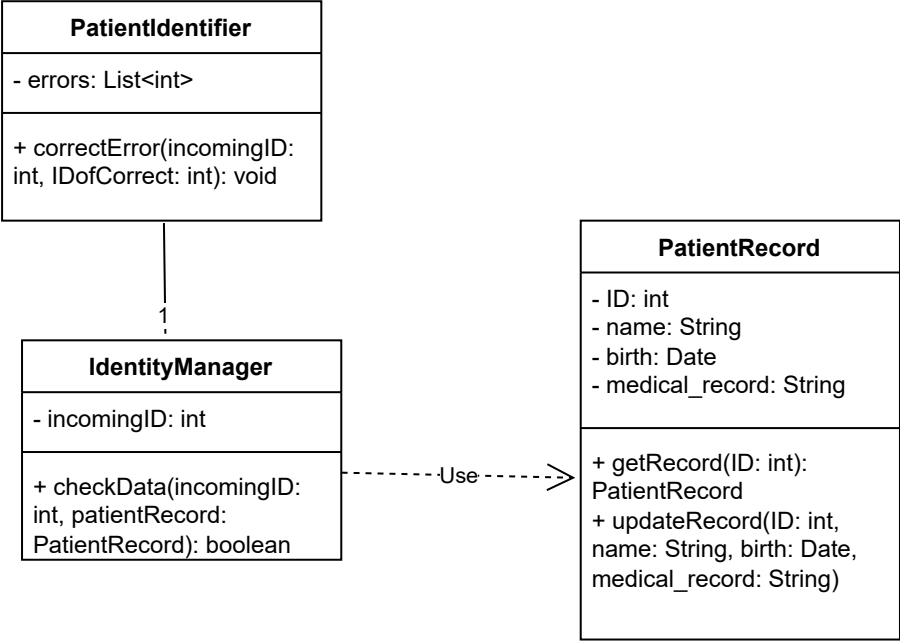 PatientIdentifier
- errors: List<int>
+ correctError(incomingID:
int, IDofCorrect: int): void
1
IdentityManager
- incomingID: int
+ checkData(incomingID:
int, patientRecord:
PatientRecord): boolean
Use
PatientRecord
- ID: int
- name: String
- birth: Date
- medical_record: String
+ getRecord(ID: int):
PatientRecord
+ updateRecord(ID: int,
name: String, birth: Date,
medical_record: String)